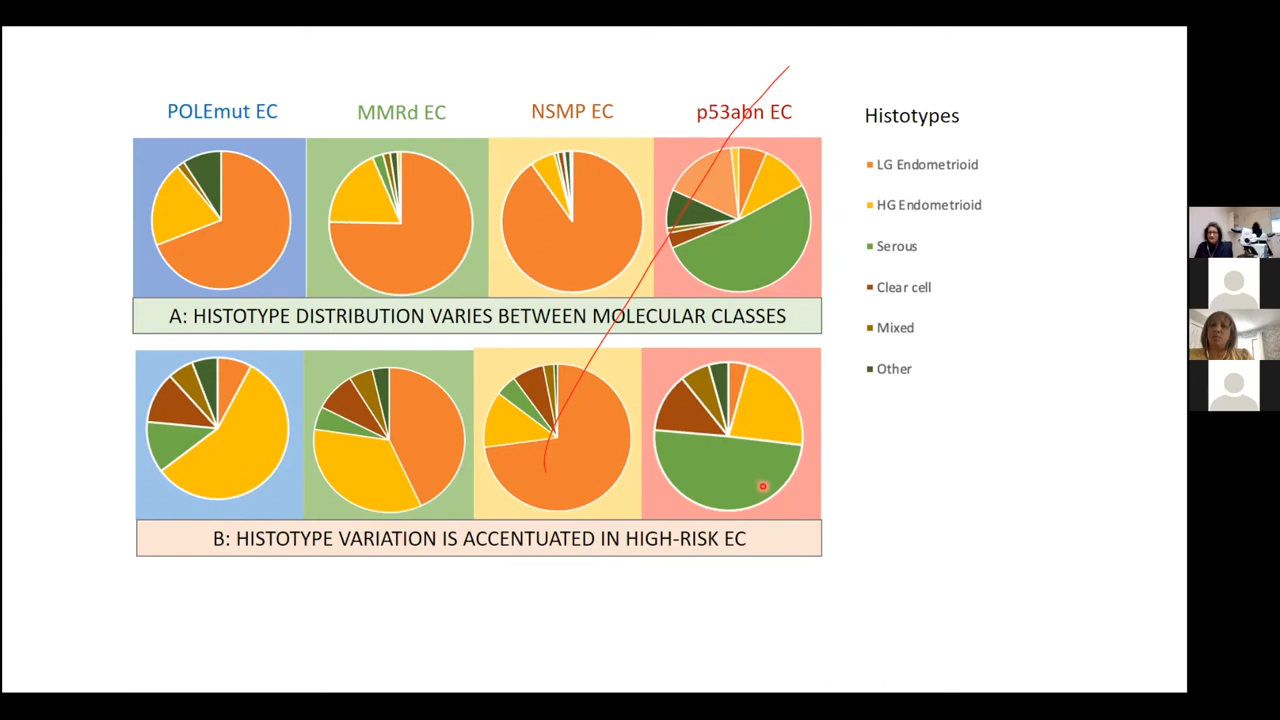 POLEmut EC
MMRd EC
NSMP EC
p53abn EC
A: HISTOTYPE DISTRIBUTION VARIES BETWEEN MOLECULAR CLASSES
B: HISTOTYPE VARIATION IS ACCENTUATED IN HIGH-RISK EC
Histotypes
LG Endometrioid
HG Endometrioid
Serous
Clear cell
Mixed
Other